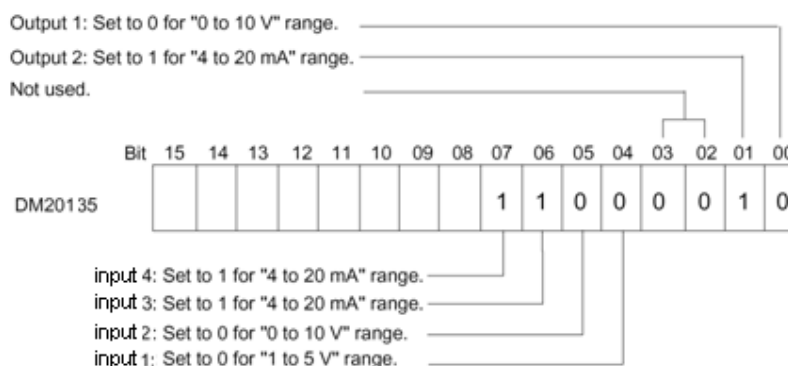 Output 1: Set to 0 for "0 to 10 V" range.
Output 2: Set to 1 for "4 to 20 mA" range.
Not used.
Bit 15 14 13 12 11 10 09 08 07 06 05 04 03 02 01 00
DM20135 1 1 0 0 0 0 1 0
input 4: Set to 1 for "4 to 20 mA" range.
input 3: Set to 1 for "4 to 20 mA" range.
input 2: Set to 0 for "0 to 10 V" range.
input 1: Set to 0 for "1 to 5 V" range.